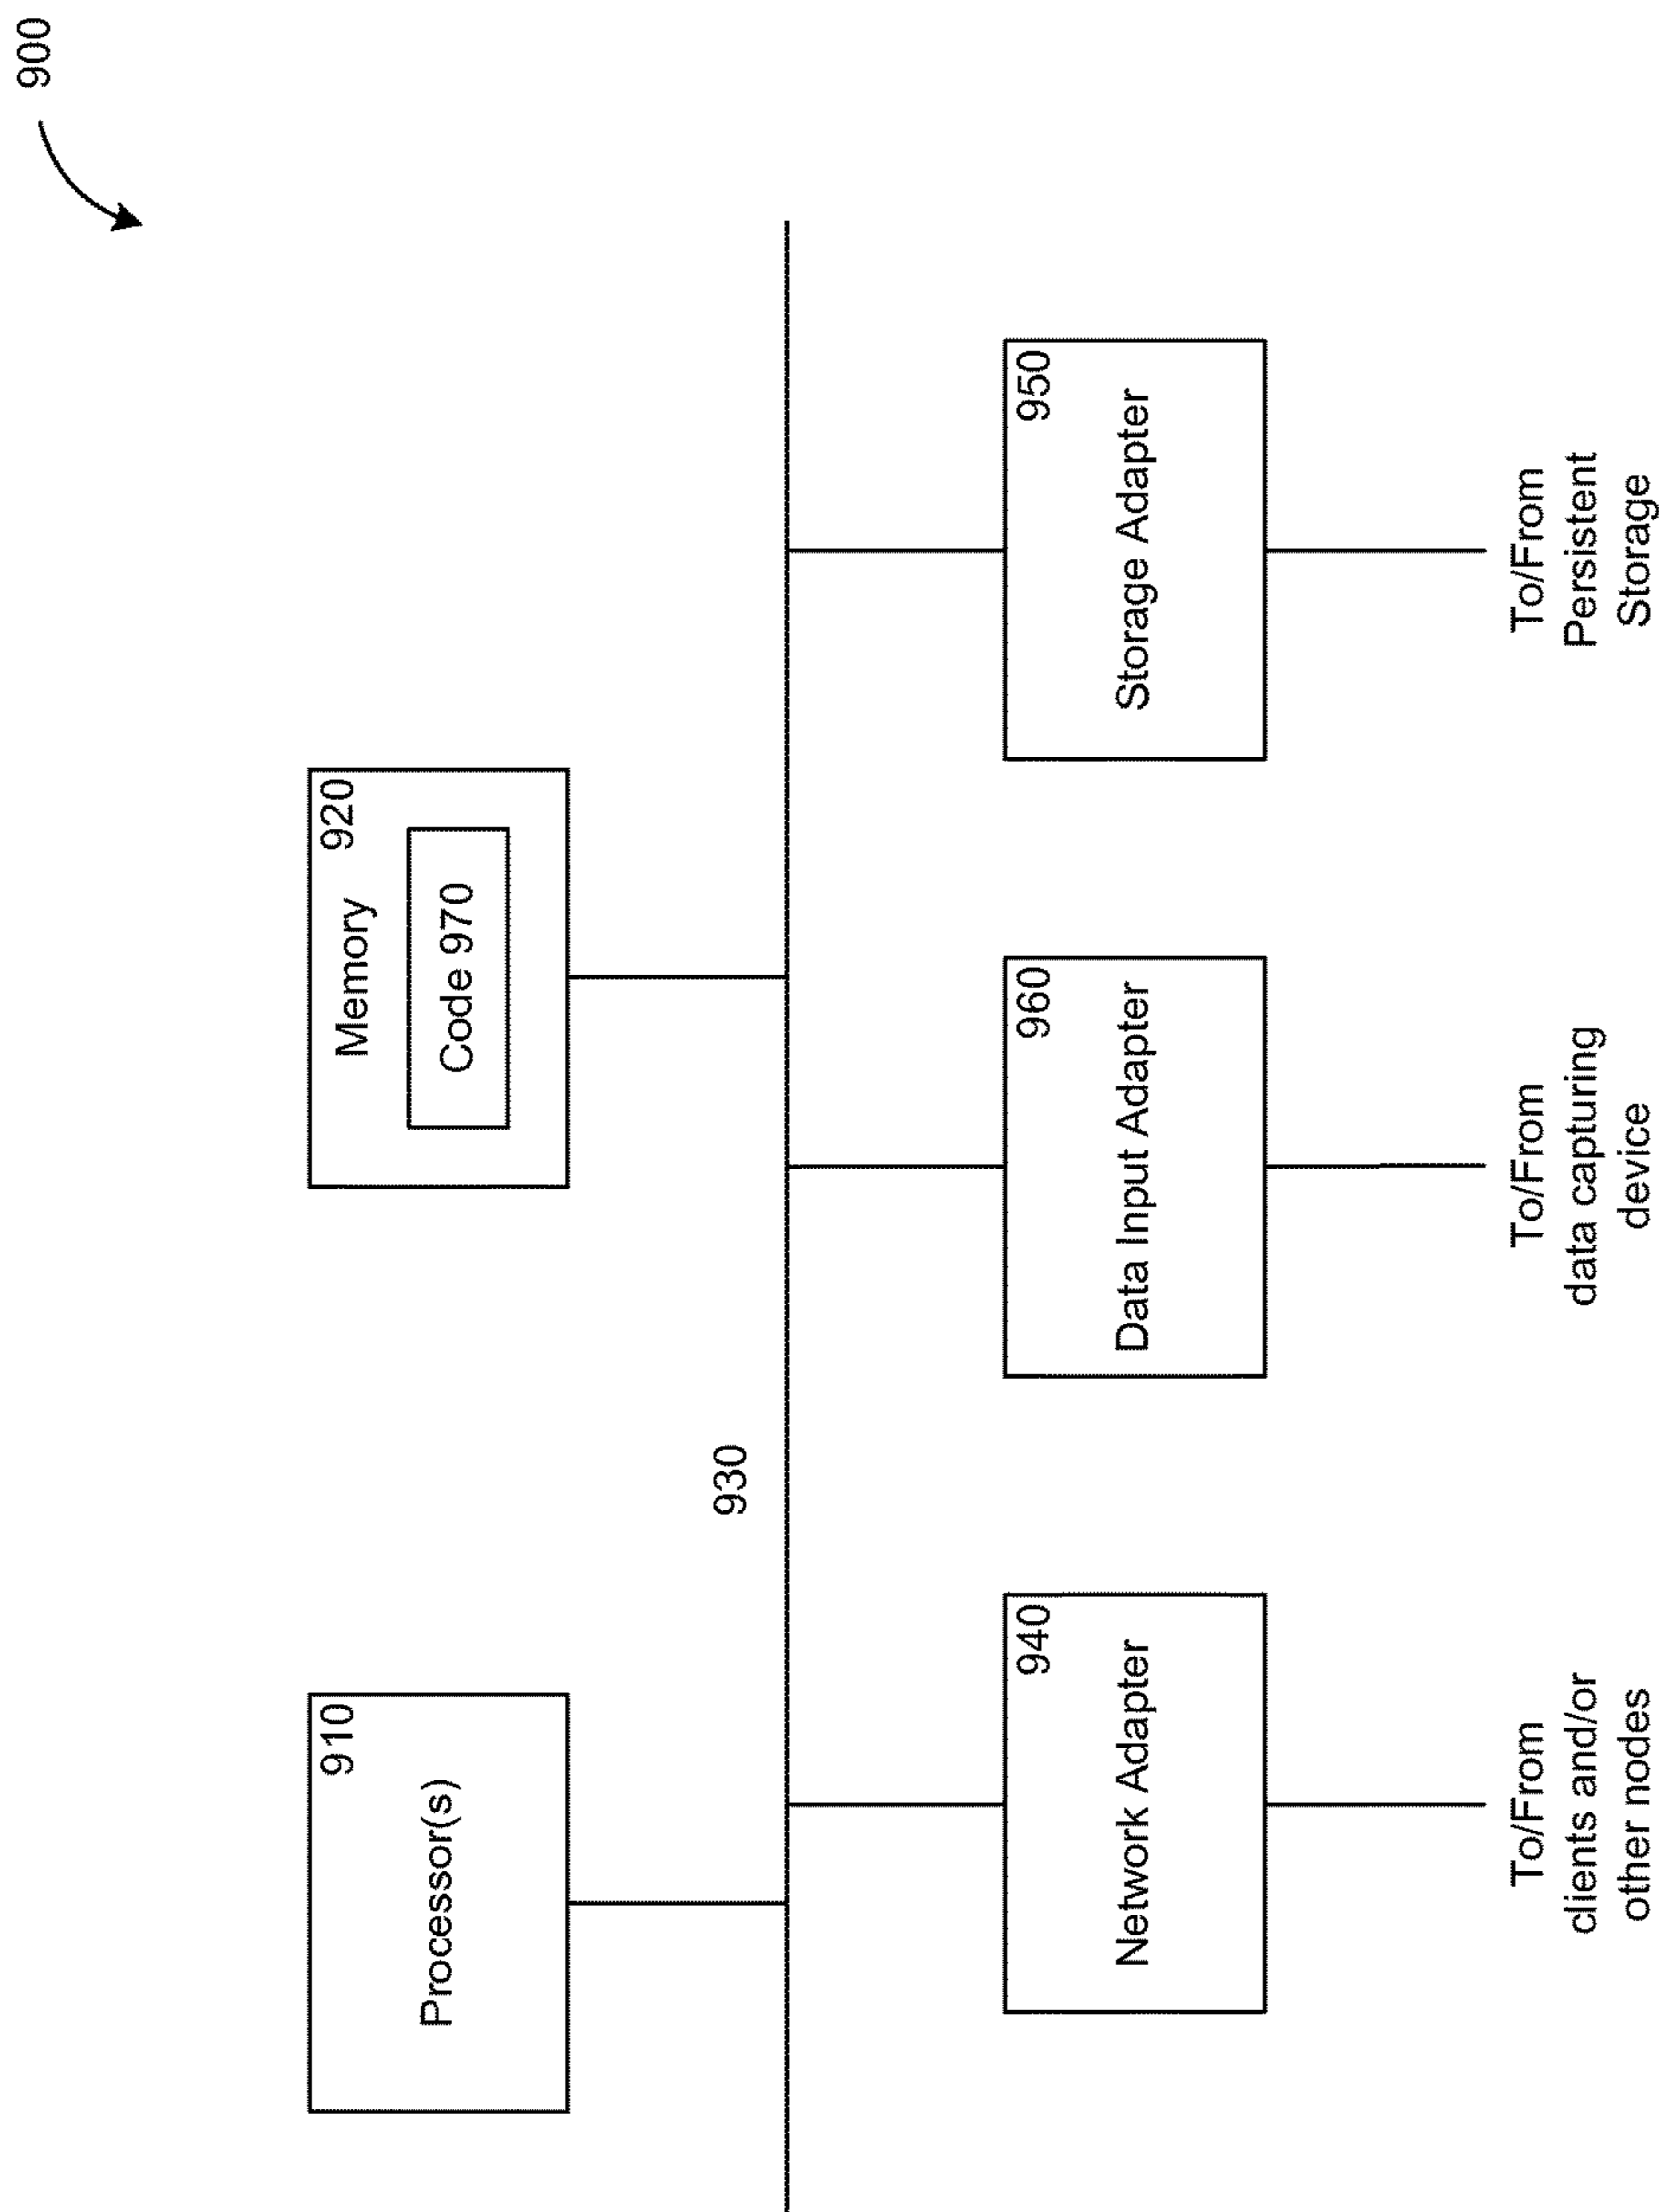 900
910
Processor(s)
920
Memory
Code 970
930
940
Network Adapter
960
Data Input Adapter
950
Storage Adapter
To/From
clients and/or
other nodes
To/From
data capturing
device
To/From
Persistent
Storage